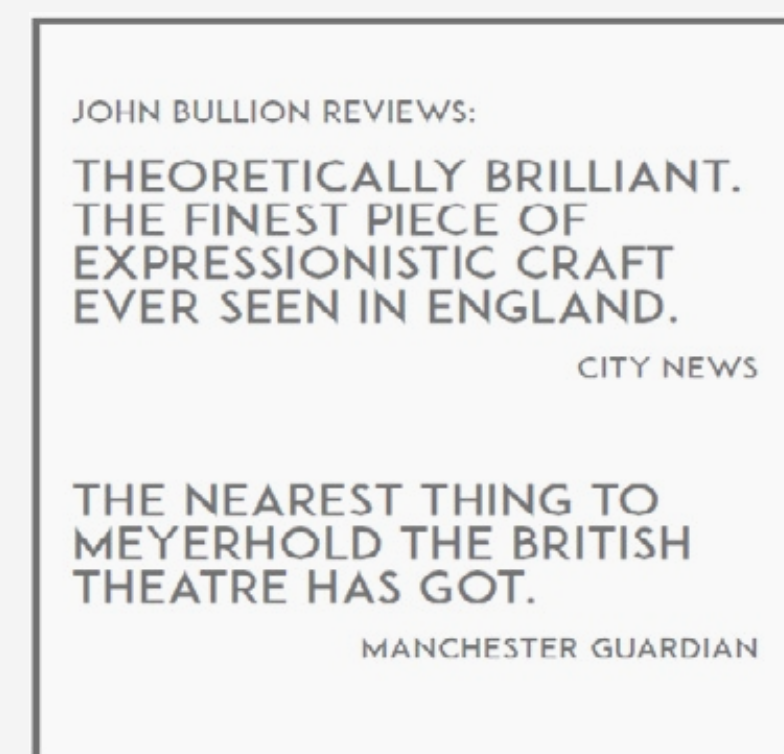 JOHN BULLION REVIEWS:
THEORETICALLY BRILLIANT.
THE FINEST PIECE OF
EXPRESSIONISTIC CRAFT
EVER SEEN IN ENGLAND.
CITY NEWS
THE NEAREST THING TO
MEYERHOLD THE BRITISH
THEATRE HAS GOT.
MANCHESTER GUARDIAN